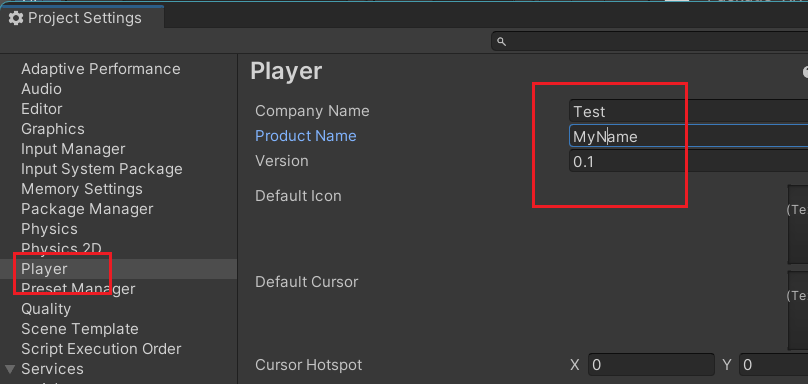 Project Settings
Adaptive Performance
Audio
Editor
Graphics
Input Manager
Input System Package
Memory Settings
Package Manager
Physics
Physics 2D
Player
Preset Manager
Quality
Scene Template
Script Execution Order
Services
Player
Company Name
Test
Product Name
MyName
Version
0.1
Default Icon
(Te
Default Cursor
(Te
Cursor Hotspot
X 0
Y 0